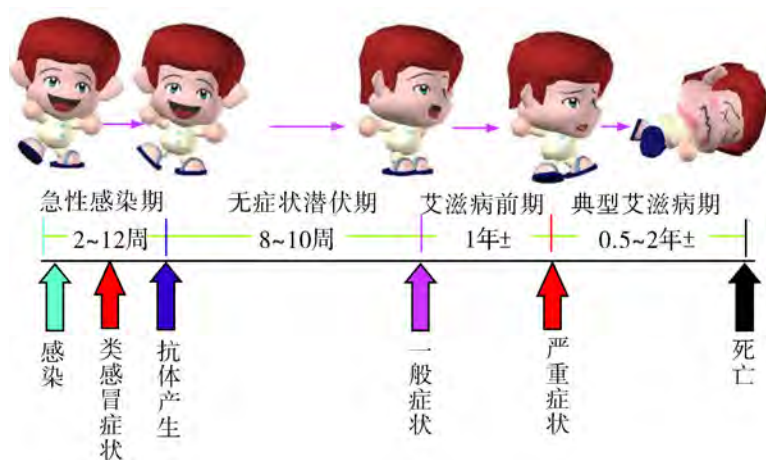 急性感染期 无症状潜伏期 艾滋病前期 典型艾滋病期
2~12周 8~10周 1年± 0.5~2年±
感染
类感冒症状
抗体产生
一般症状
严重症状
死亡